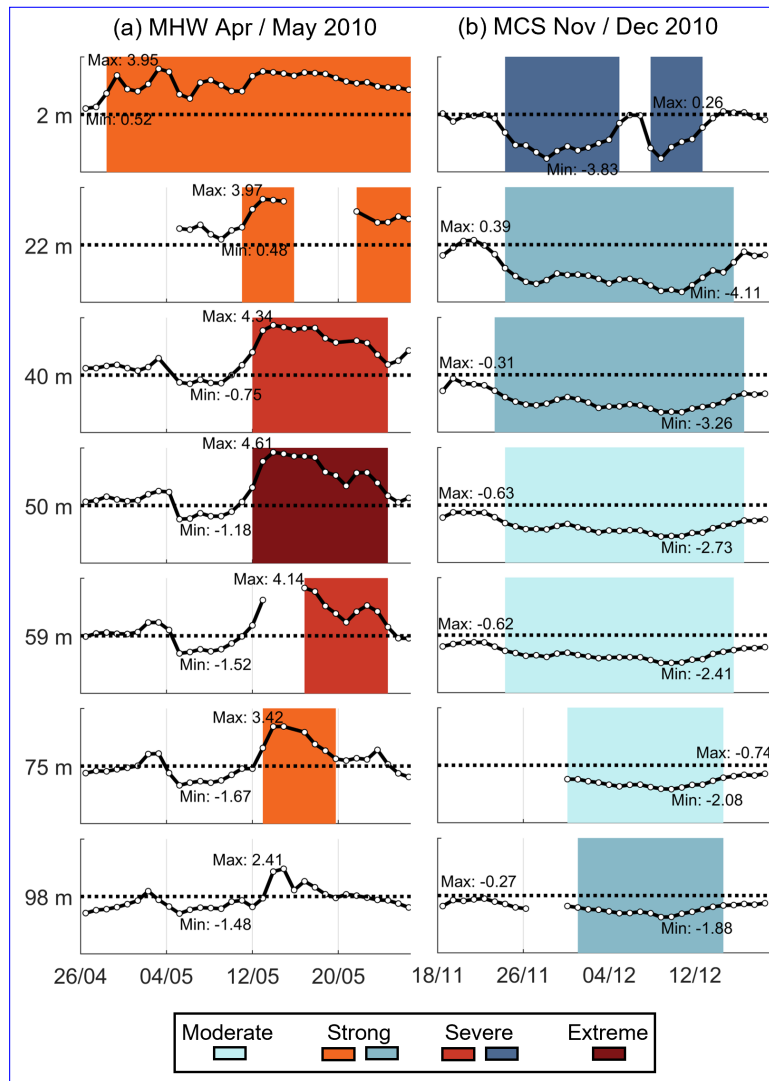 (a) MHW Apr / May 2010
(b) MCS Nov / Dec 2010
2 m
Max: 3.95
Min: 0.52
Max: 0.26
Min: -3.83
22 m
Max: 3.97
Min: 0.48
Max: 0.39
Min: -4.11
40 m
Max: 4.34
Min: -0.75
Max: -0.31
Min: -3.26
50 m
Max: 4.61
Min: -1.18
Max: -0.63
Min: -2.73
59 m
Max: 4.14
Min: -1.52
Max: -0.62
Min: -2.41
75 m
Max: 3.42
Min: -1.67
Max: -0.74
Min: -2.08
98 m
Max: 2.41
Min: -1.48
Max: -0.27
Min: -1.88
26/04 04/05 12/05 20/05
18/11 26/11 04/12 12/12
Moderate Strong Severe Extreme